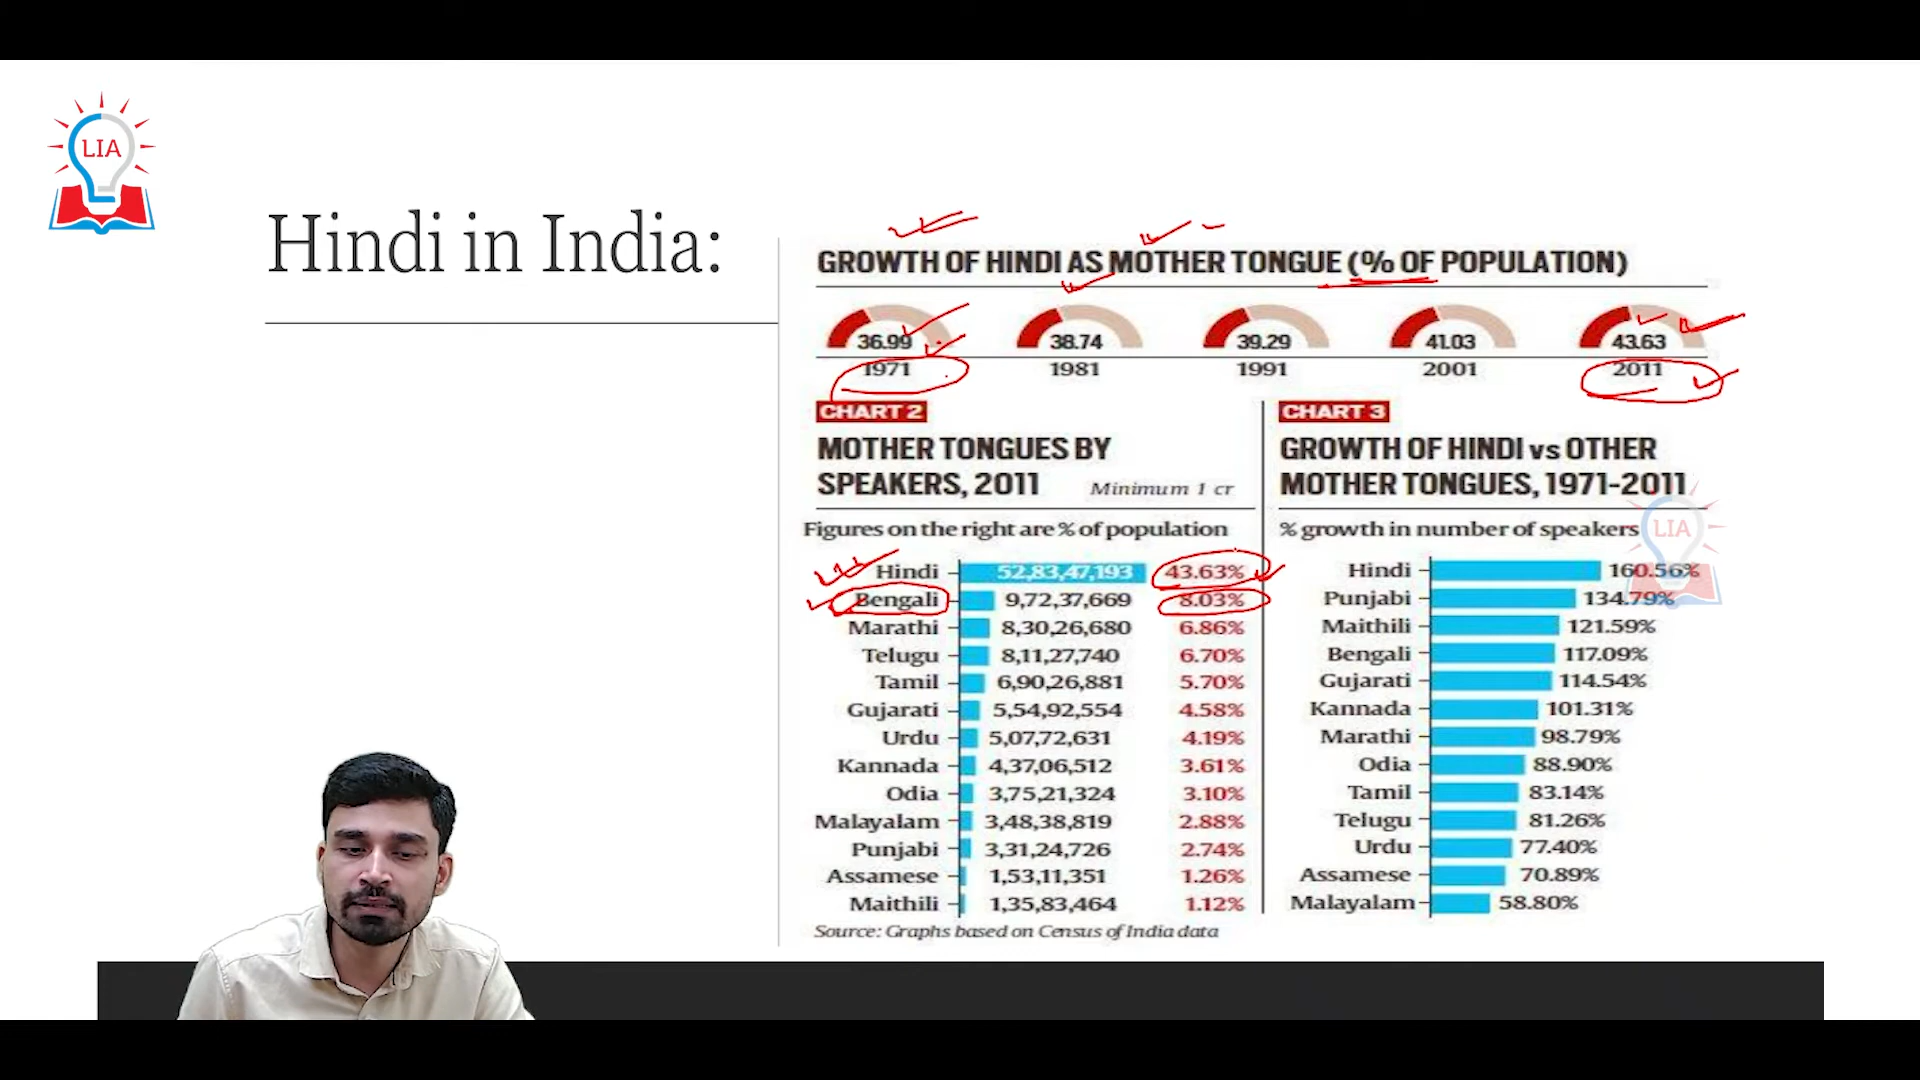 LIA
Hindi in India:
GROWTH OF HINDI AS MOTHER TONGUE (% OF POPULATION)
36.99 38.74 39.29 41.03 43.63
1971 1981 1991 2001 2011
CHART 2
MOTHER TONGUES BY
SPEAKERS, 2011 Minimum 1 cr
Figures on the right are % of population
Hindi 52,83,47,193 43.63%
Bengali 9,72,37,669 8.03%
Marathi 8,30,26,680 6.86%
Telugu 8,11,27,740 6.70%
Tamil 6,90,26,881 5.70%
Gujarati 5,54,92,554 4.58%
Urdu 5,07,72,631 4.19%
Kannada 4,37,06,512 3.61%
Odia 3,75,21,324 3.10%
Malayalam 3,48,38,819 2.88%
Punjabi 3,31,24,726 2.74%
Assamese 1,53,11,351 1.26%
Maithili 1,35,83,464 1.12%
Source: Graphs based on Census of India data
CHART 3
GROWTH OF HINDI vs OTHER
MOTHER TONGUES, 1971-2011
% growth in number of speakers
LIA
Hindi 160.56%
Punjabi 134.79%
Maithili 121.59%
Bengali 117.09%
Gujarati 114.54%
Kannada 101.31%
Marathi 98.79%
Odia 88.90%
Tamil 83.14%
Telugu 81.26%
Urdu 77.40%
Assamese 70.89%
Malayalam 58.80%